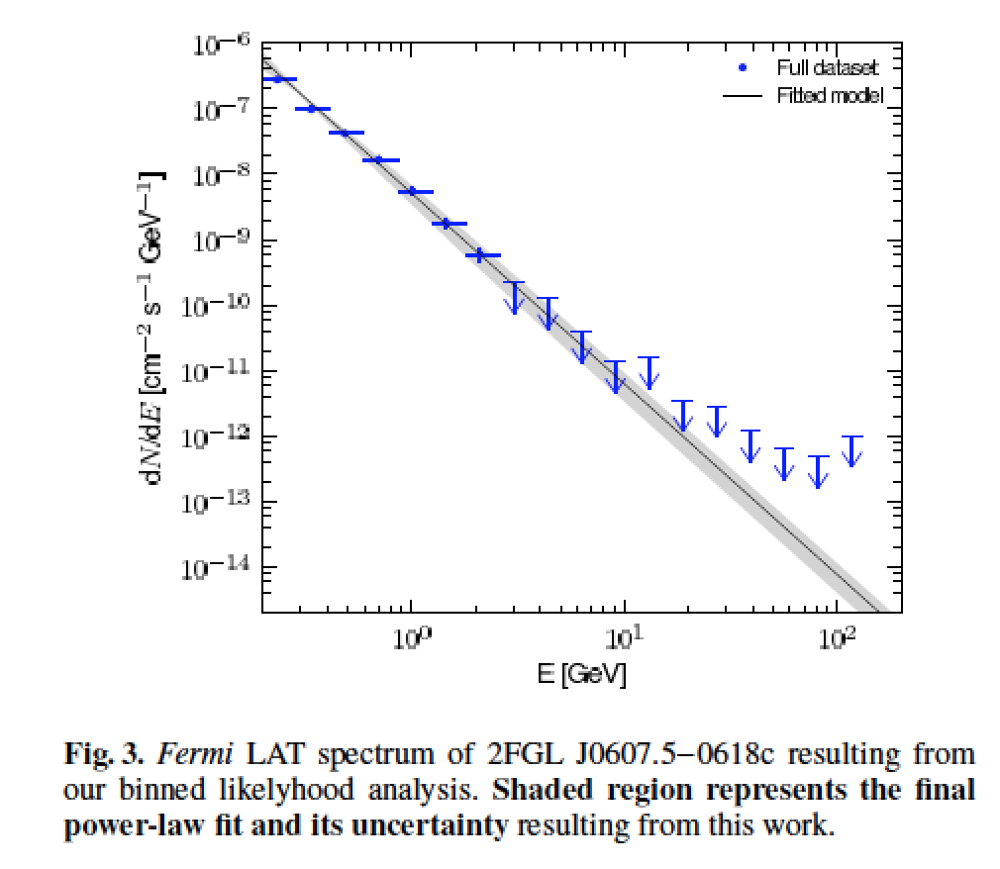 10−6
10−7
10−8
10−9
10−10
10−11
10−12
10−13
10−14
dN/dE [cm−2 s−1 GeV−1]
Full dataset
Fitted model
100 101 102
E [GeV]
Fig. 3. Fermi LAT spectrum of 2FGL J0607.5−0618c resulting from
our binned likelyhood analysis. Shaded region represents the final
power-law fit and its uncertainty resulting from this work.